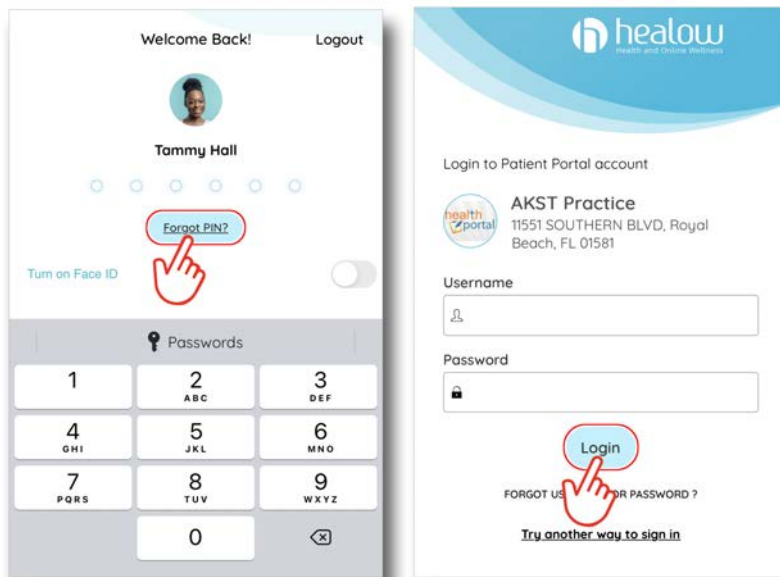 Welcome Back!
Logout
Tammy Hall
Forgot PIN?
Turn on Face ID
Passwords
1
2
ABC
3
DEF
4
GHI
5
JKL
6
MNO
7
PQRS
8
TUV
9
WXYZ
0
healow
Health and Online Wellness
Login to Patient Portal account
health
portal
AKST Practice
11551 SOUTHERN BLVD, Royal
Beach, FL 01581
Username
Password
Login
FORGOT OR PASSWORD ?
Try another way to sign in